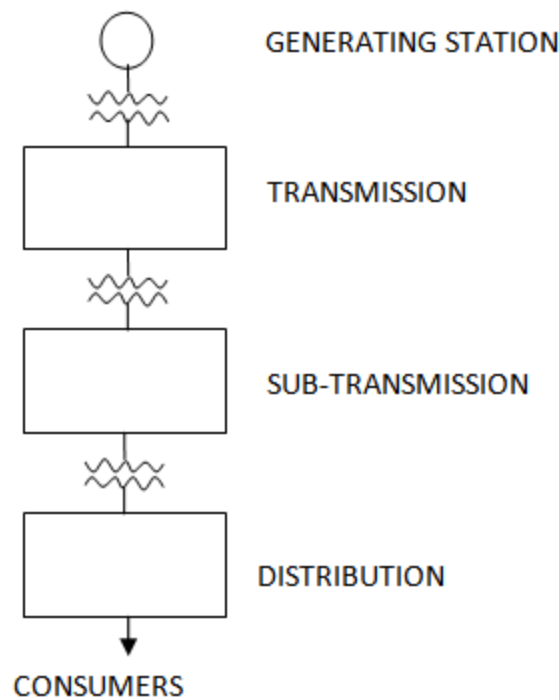 GENERATING STATION
TRANSMISSION
SUB-TRANSMISSION
DISTRIBUTION
CONSUMERS